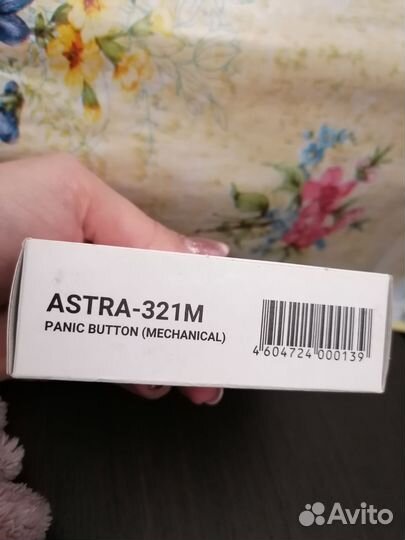 ASTRA-321M
PANIC BUTTON (MECHANICAL)
4 604724 000139
Avito